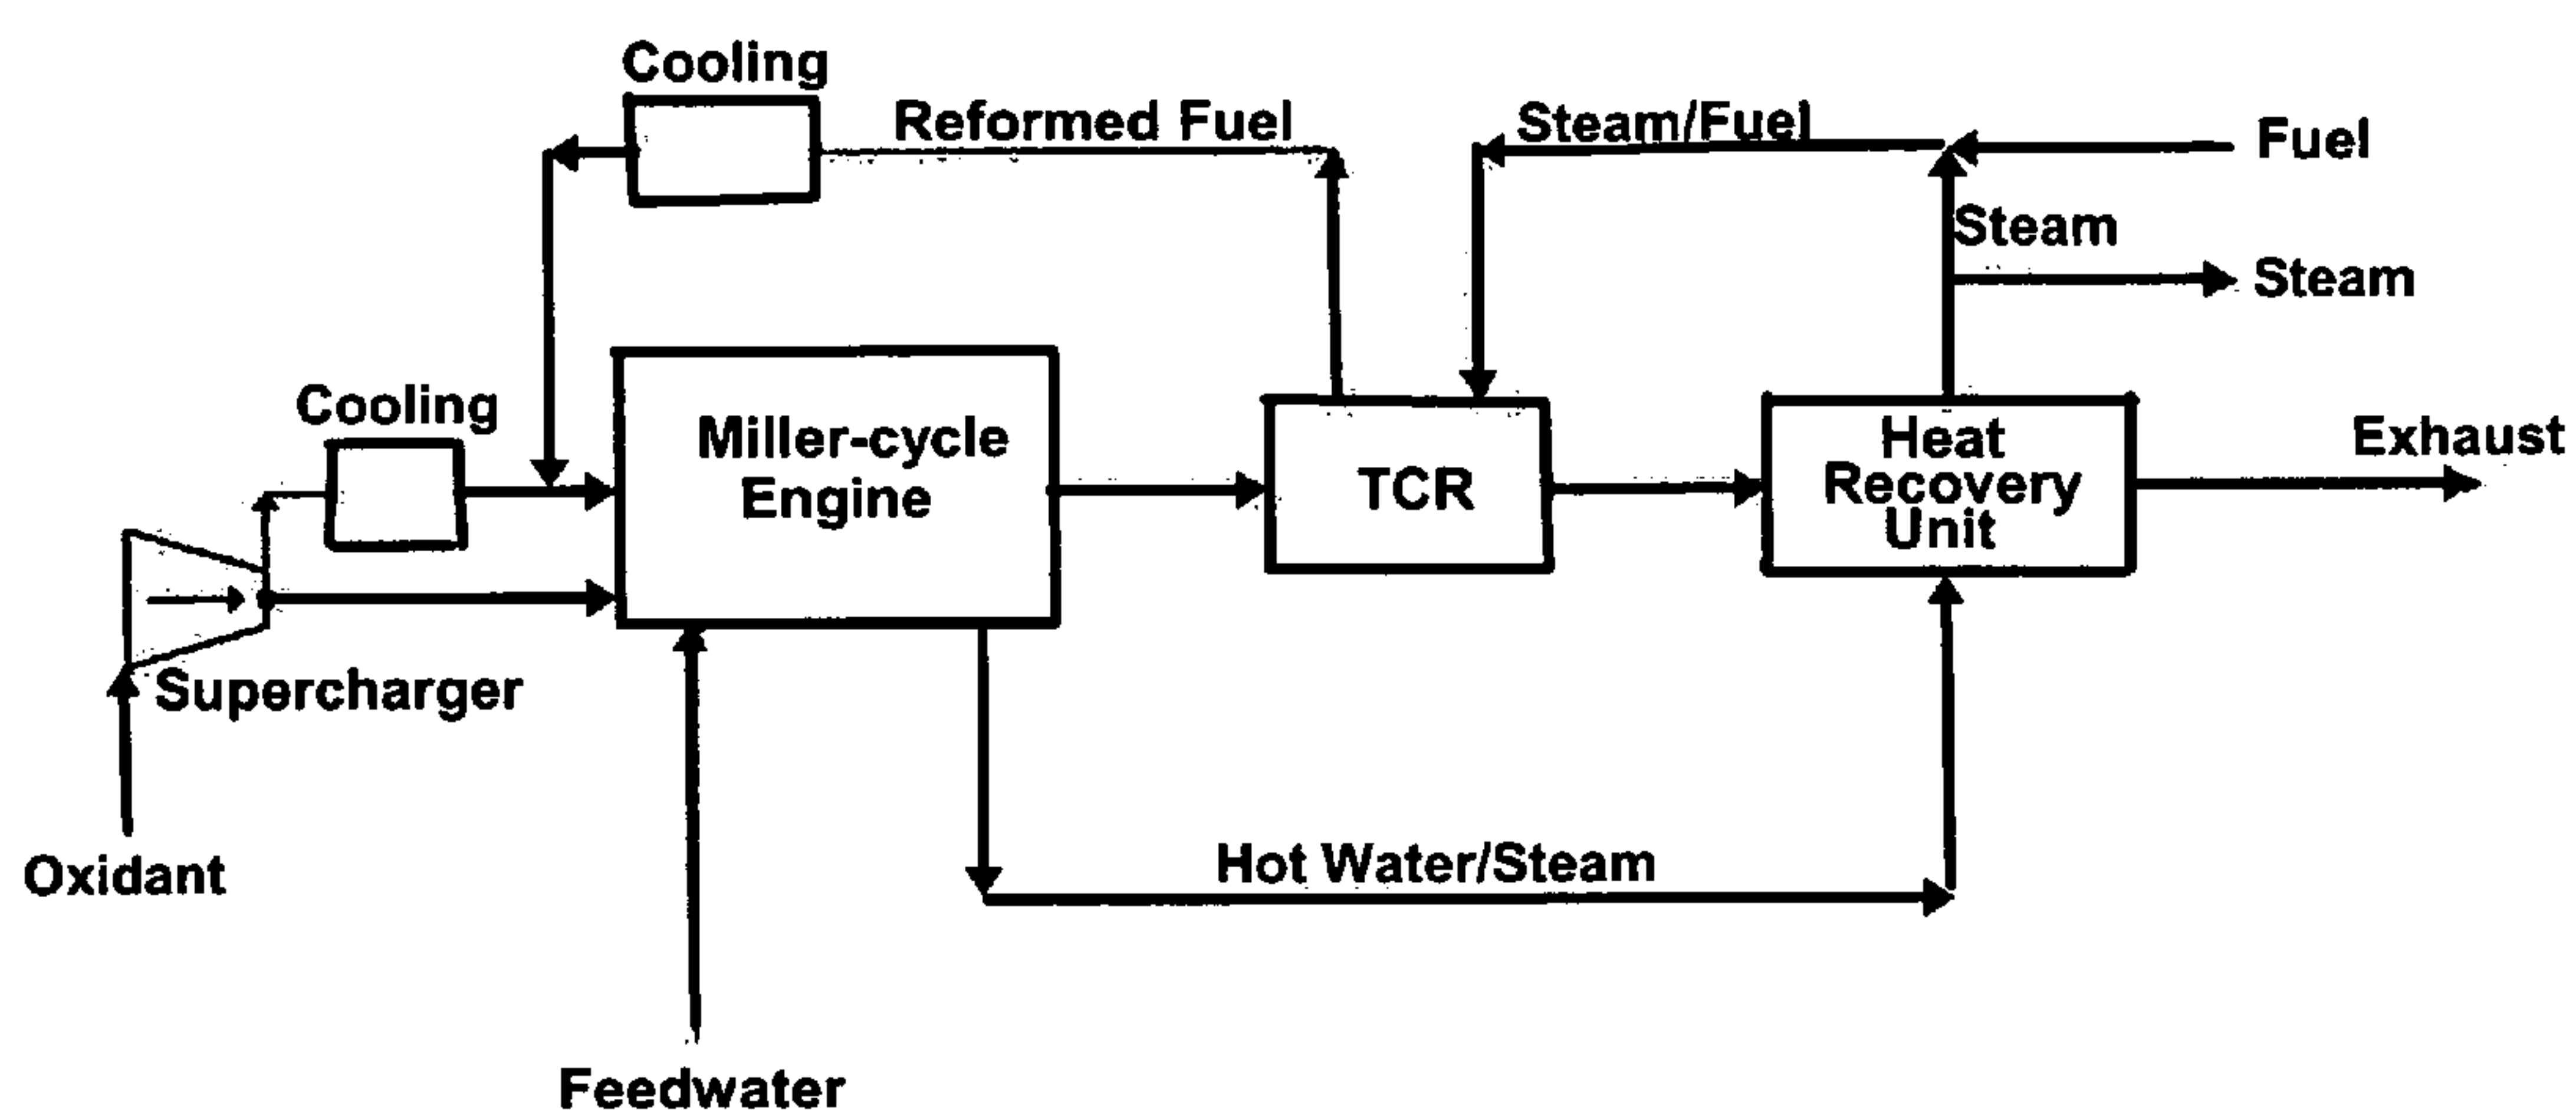 Cooling
Reformed Fuel
Steam/Fuel
Fuel
Steam
Steam
Cooling
Miller-cycle
Engine
TCR
Heat
Recovery
Unit
Exhaust
Supercharger
Oxidant
Hot Water/Steam
Feedwater